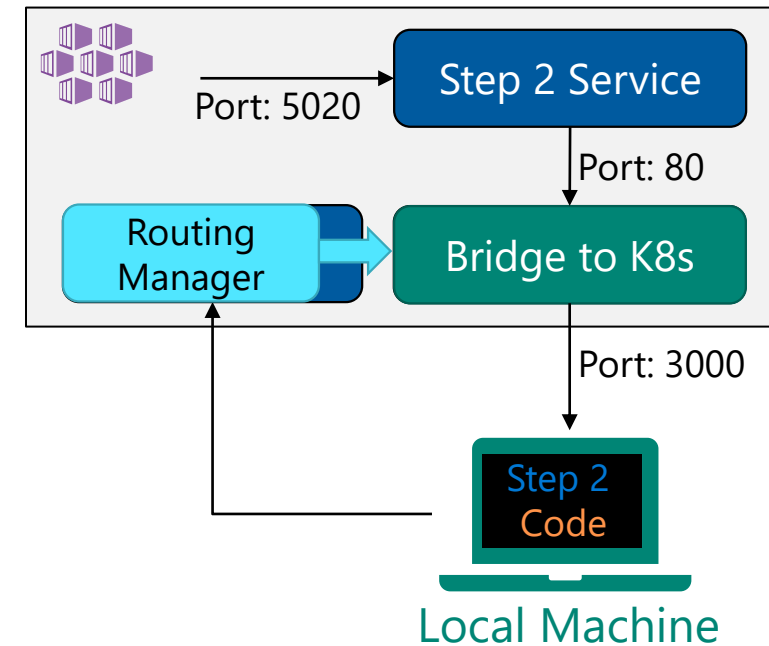 Step 2 Service
Port: 5020
Port: 80
Routing
Manager
Bridge to K8s
Port: 3000
Step 2
Code
Local Machine